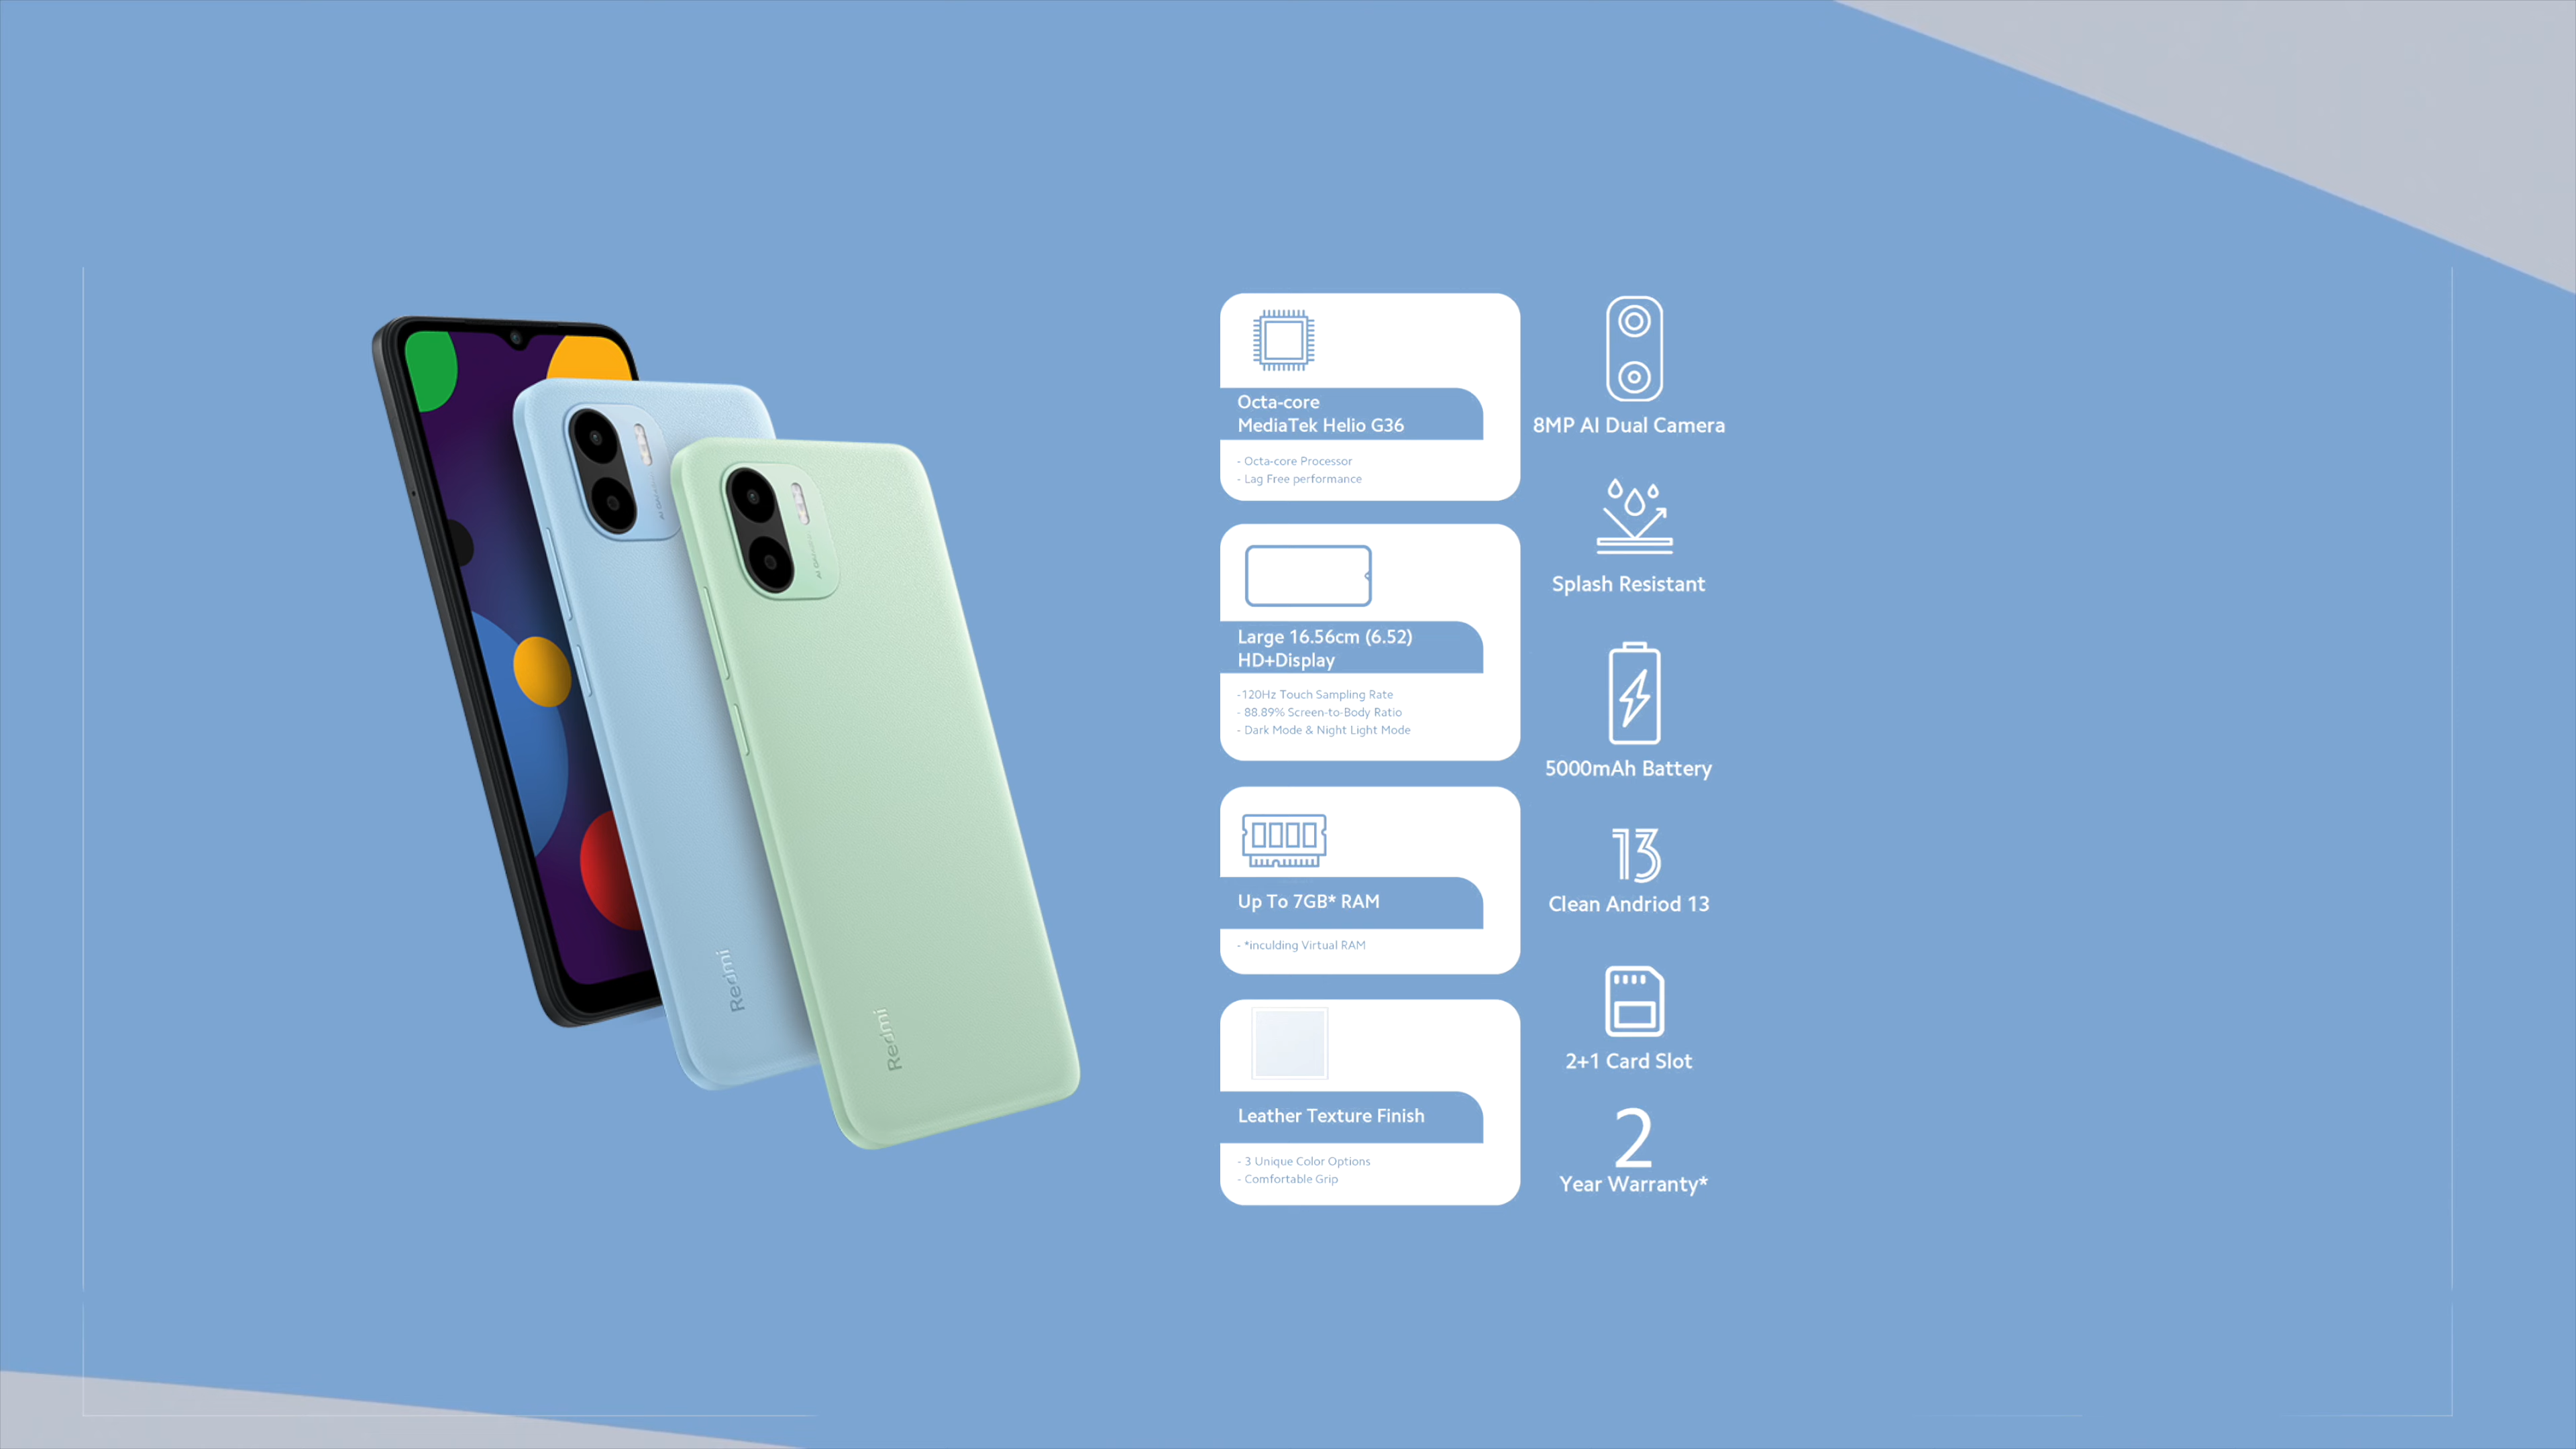 Redmi
Redmi
Octa-core
MediaTek Helio G36
- Octa-core Processor
- Lag Free performance
Large 16.56cm (6.52)
HD+Display
-120Hz Touch Sampling Rate
- 88.89% Screen-to-Body Ratio
- Dark Mode & Night Light Mode
Up To 7GB* RAM
- *inculding Virtual RAM
Leather Texture Finish
- 3 Unique Color Options
- Comfortable Grip
8MP AI Dual Camera
Splash Resistant
5000mAh Battery
13
Clean Andriod 13
2+1 Card Slot
2
Year Warranty*